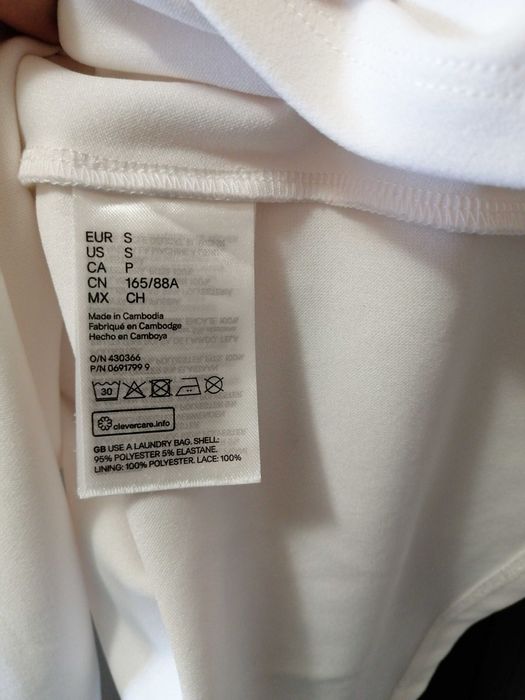 EUR S
US S
CA P
CN 165/88A
MX CH
Made in Cambodia
Fabriqué en Cambodge
Hecho en Camboya
O/N 430366
P/N 0691799 9
30
clevercare.info
GB USE A LAUNDRY BAG. SHELL:
95% POLYESTER 5% ELASTANE.
LINING: 100% POLYESTER. LACE: 100%